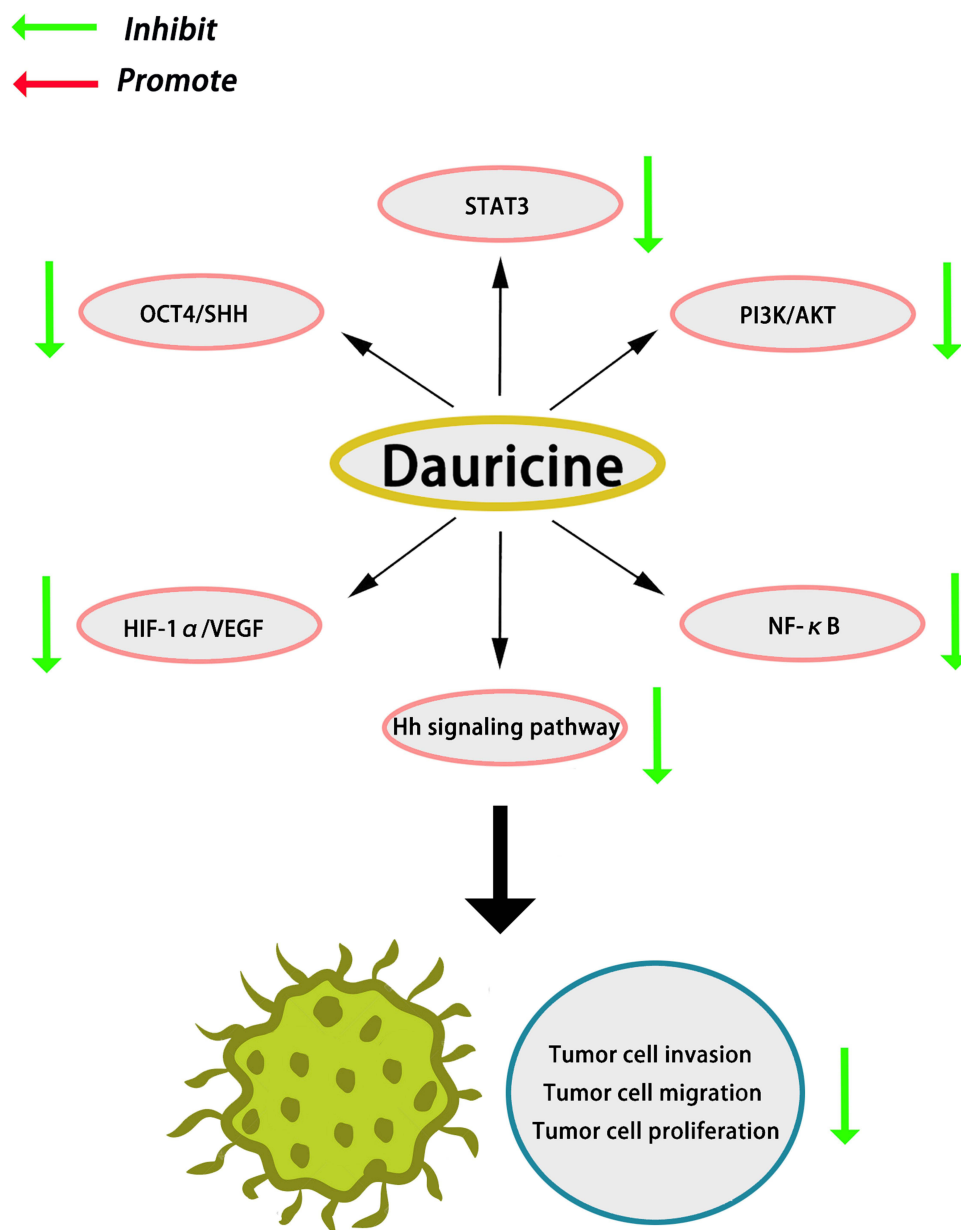 Inhibit
Promote
STAT3
OCT4/SHH
PI3K/AKT
Dauricine
HIF-1α/VEGF
NF-κB
Hh signaling pathway
Tumor cell invasion
Tumor cell migration
Tumor cell proliferation